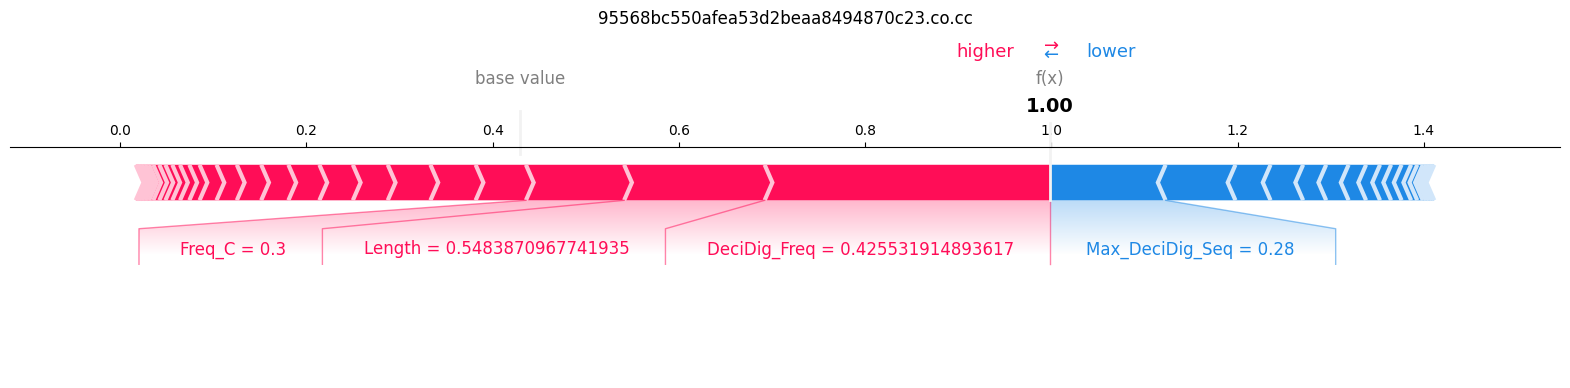 95568bc550afea53d2beaa8494870c23.co.cc
higher ⇄ lower
base value f(x)
1.00
0.0 0.2 0.4 0.6 0.8 1.0 1.2 1.4
Freq_C = 0.3 Length = 0.5483870967741935 DeciDig_Freq = 0.425531914893617 Max_DeciDig_Seq = 0.28